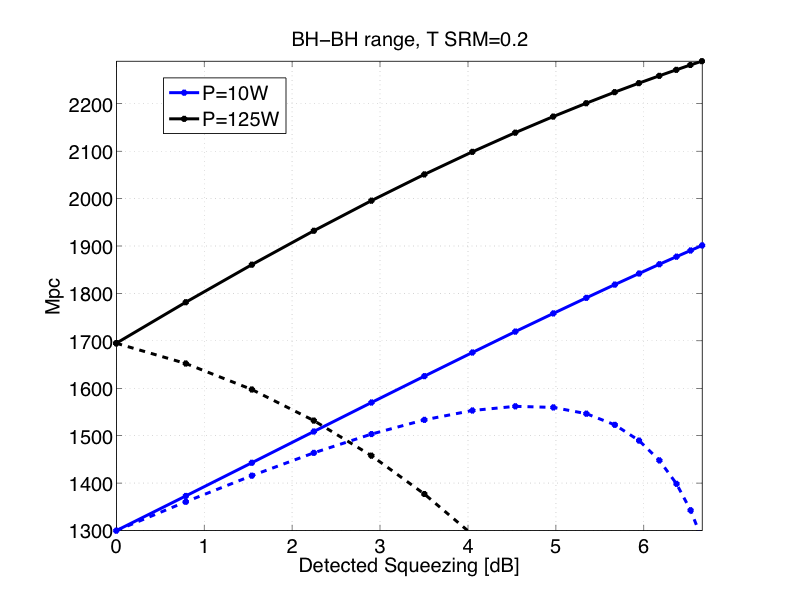 BH−BH range, T SRM=0.2
P=10W
P=125W
Mpc
2200
2100
2000
1900
1800
1700
1600
1500
1400
1300
0 1 2 3 4 5 6
Detected Squeezing [dB]